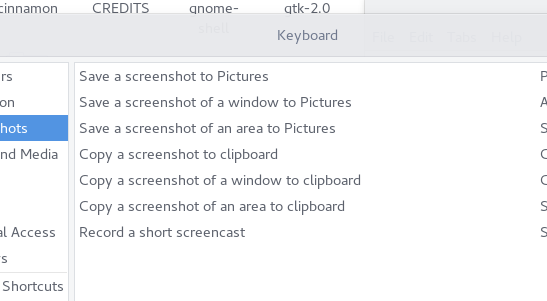 cinnamon CREDITS gnome-shell gtk-2.0
Keyboard
File Edit Tabs Help
rs
on
hots
nd Media
al Access
rs
Shortcuts
Save a screenshot to Pictures P
Save a screenshot of a window to Pictures A
Save a screenshot of an area to Pictures S
Copy a screenshot to clipboard C
Copy a screenshot of a window to clipboard C
Copy a screenshot of an area to clipboard S
Record a short screencast S